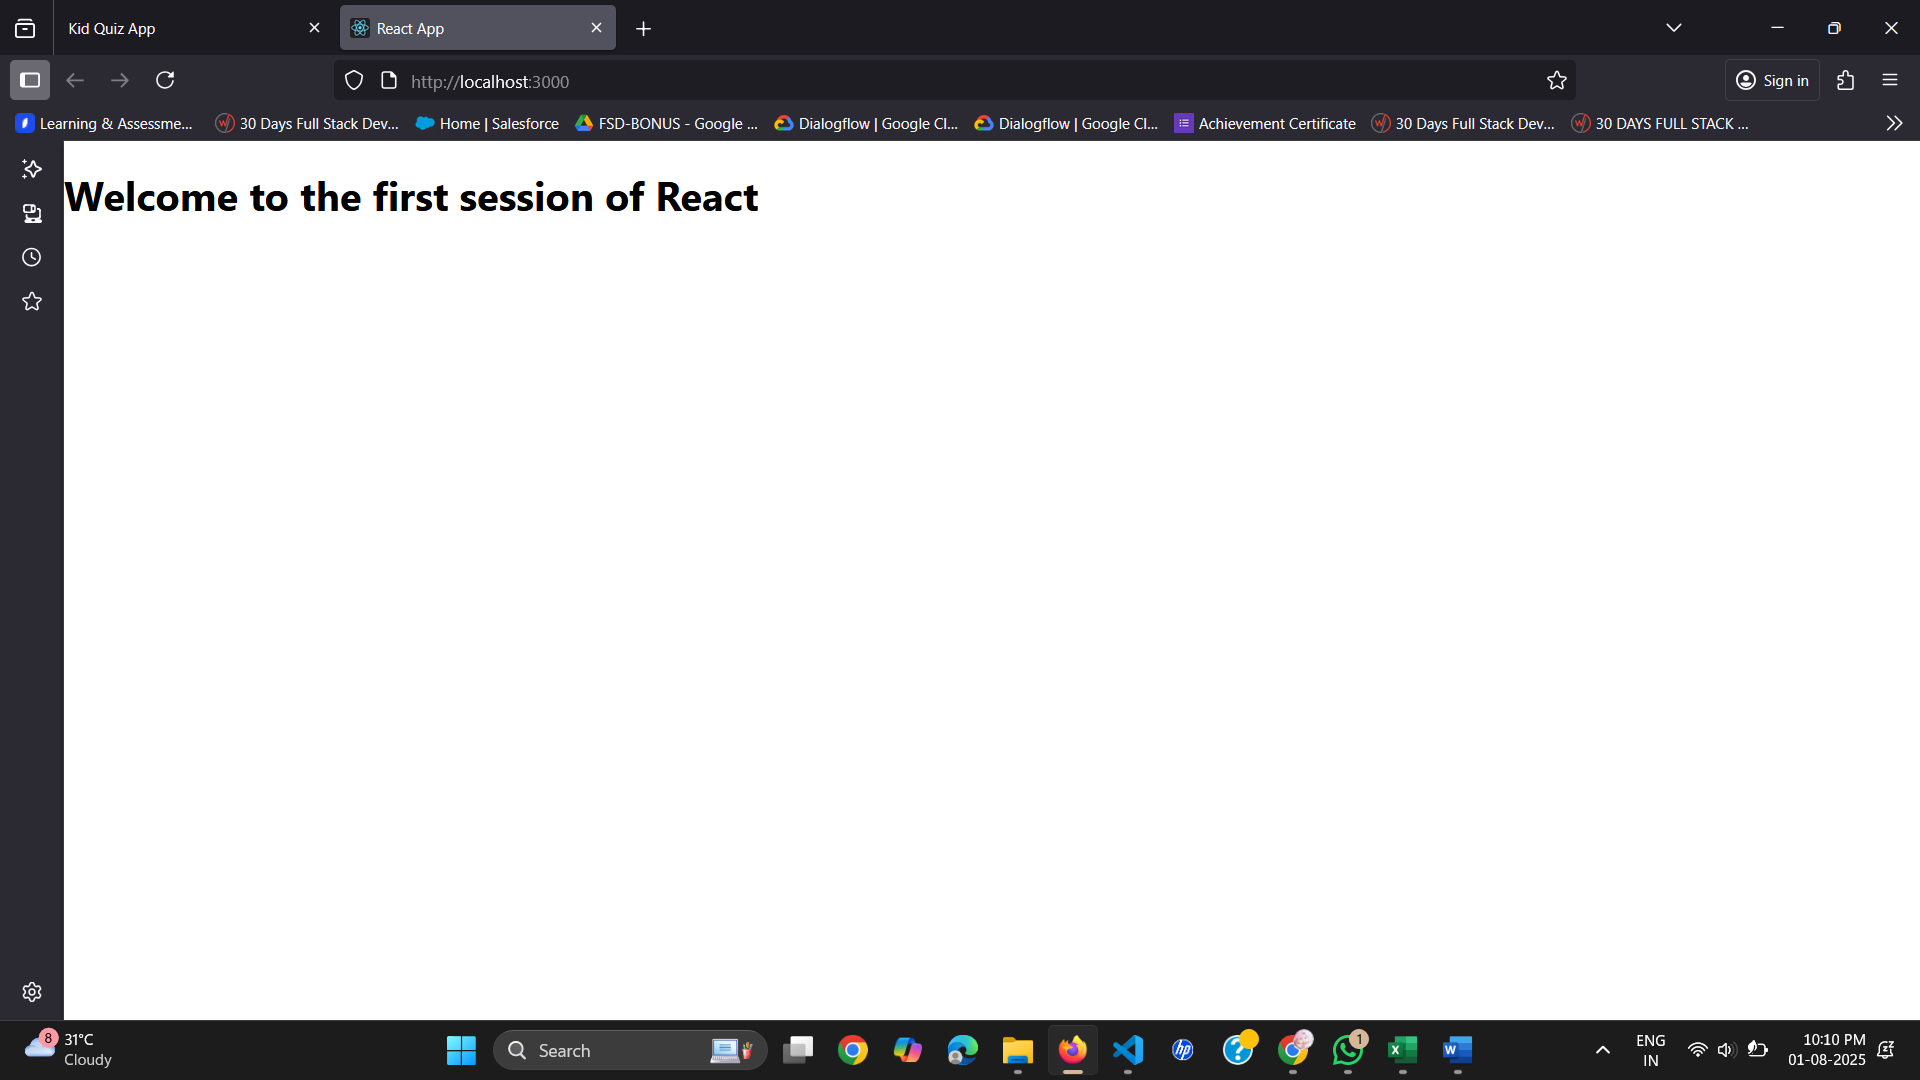 Kid Quiz App
React App
http://localhost:3000
Sign in
Learning & Assessme...
30 Days Full Stack Dev...
Home | Salesforce
FSD-BONUS - Google ...
Dialogflow | Google Cl...
Dialogflow | Google Cl...
Achievement Certificate
30 Days Full Stack Dev...
30 DAYS FULL STACK ...
Welcome to the first session of React
8
31°C
Cloudy
Search
hp
?
1
X
W
ENG
IN
10:10 PM
01-08-2025